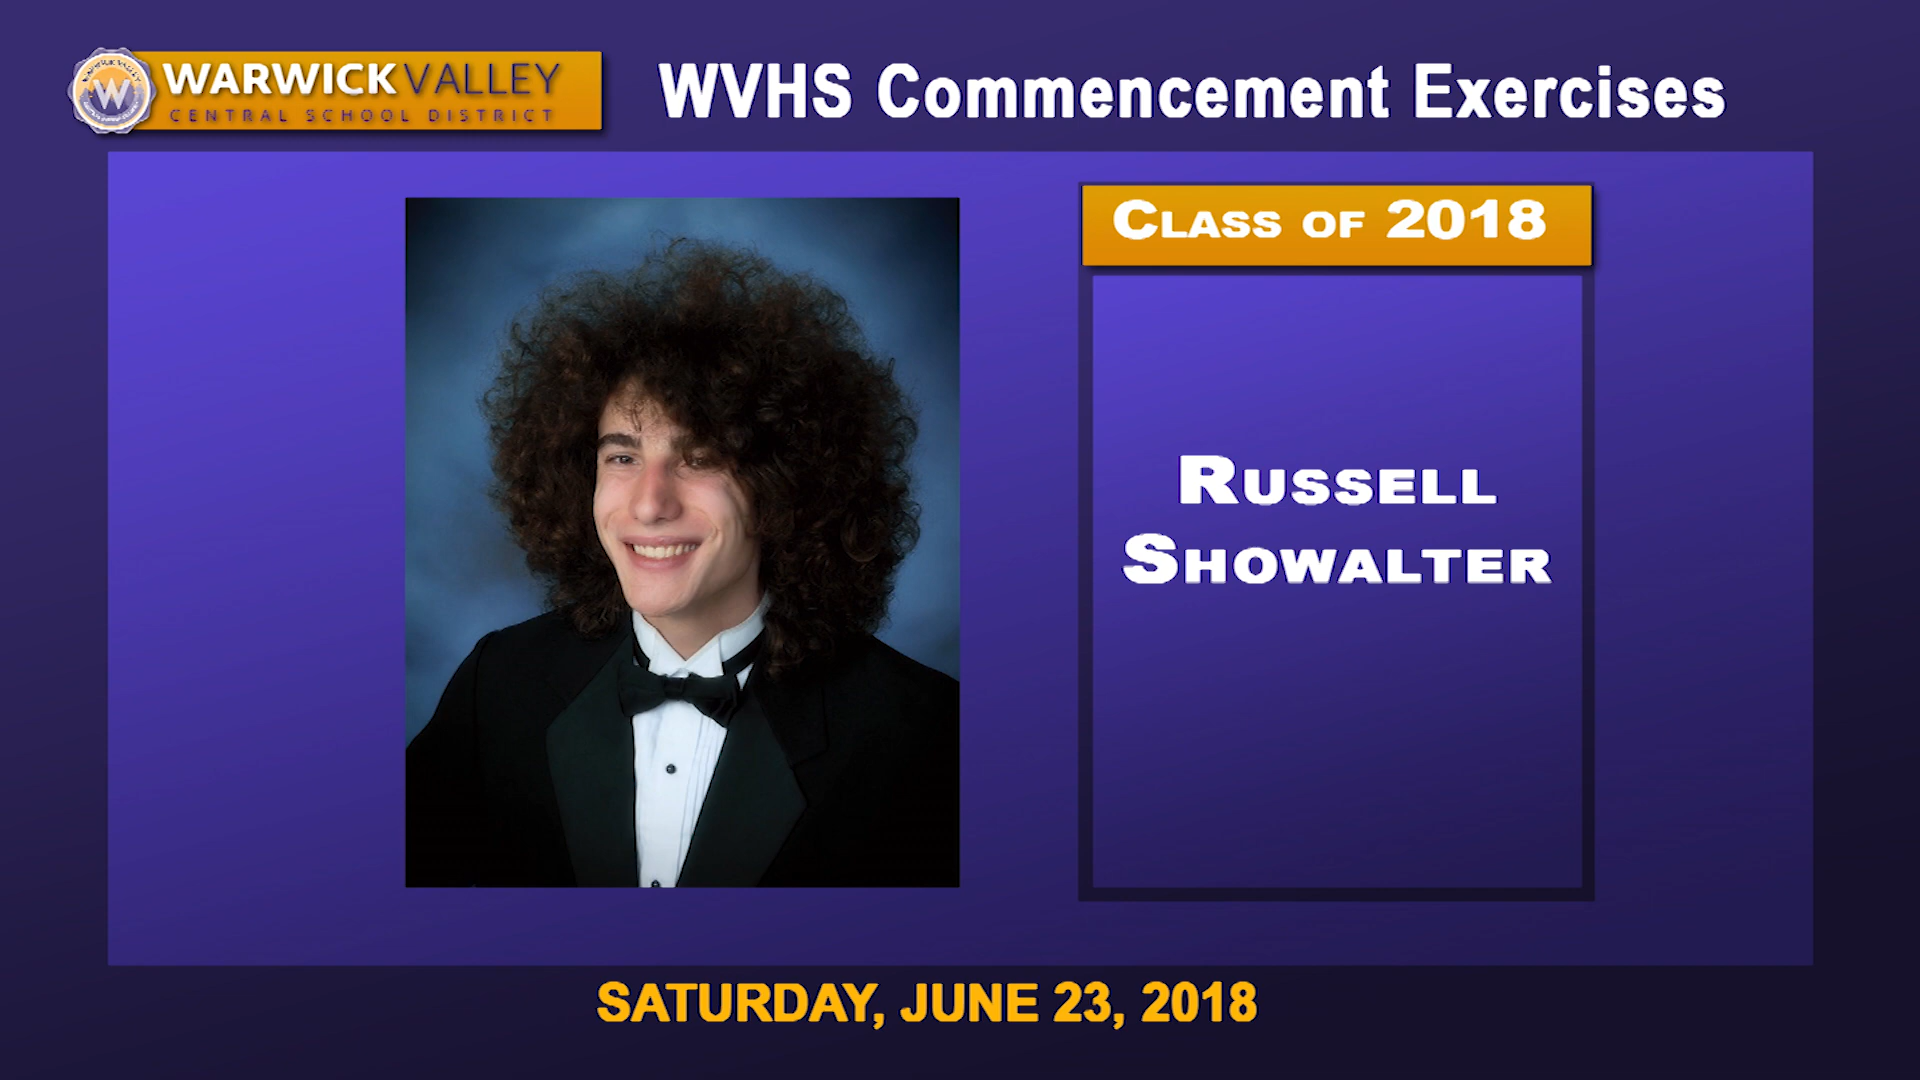 WARWICK VALLEY
CENTRAL SCHOOL DISTRICT
W
WVHS Commencement Exercises
CLASS OF 2018
RUSSELL
SHOWALTER
SATURDAY, JUNE 23, 2018